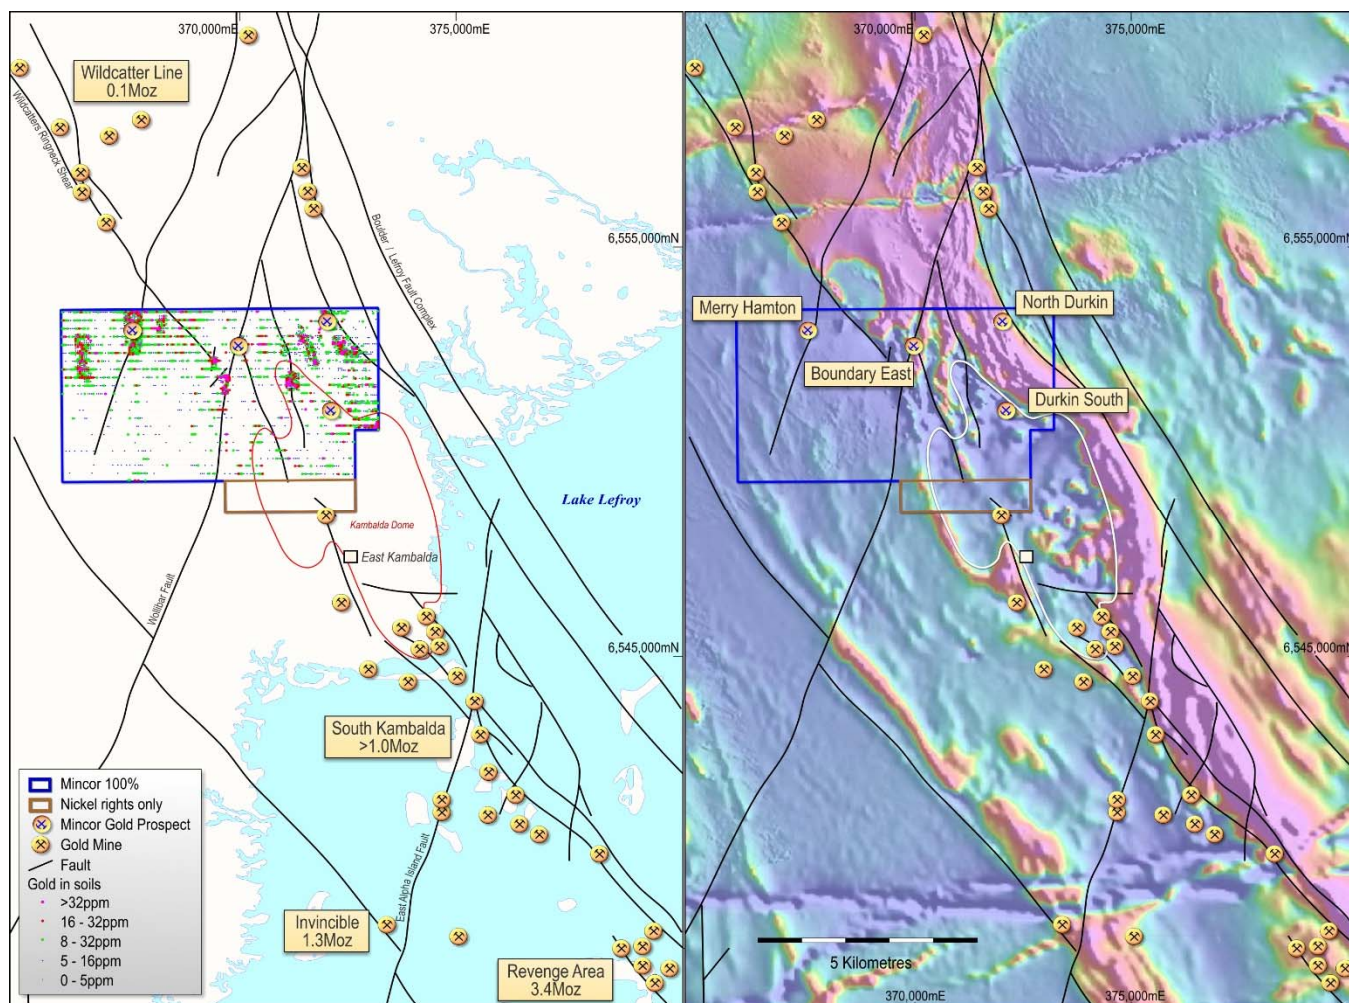 370,000mE
375,000mE
Wildcatter Line
0.1Moz
Wildcatters Ringneck Shear
Boulder / Lefroy Fault Complex
6,555,000mN
Lake Lefroy
Kambalda Dome
East Kambalda
Wollibar Fault
6,545,000mN
South Kambalda
>1.0Moz
East Alpha Island Fault
Invincible
1.3Moz
Revenge Area
3.4Moz
Mincor 100%
Nickel rights only
Mincor Gold Prospect
Gold Mine
Fault
Gold in soils
>32ppm
16 - 32ppm
8 - 32ppm
5 - 16ppm
0 - 5ppm
370,000mE
375,000mE
6,555,000mN
Merry Hamton
North Durkin
Boundary East
Durkin South
6,545,000mN
5 Kilometres
370,000mE
375,000mE